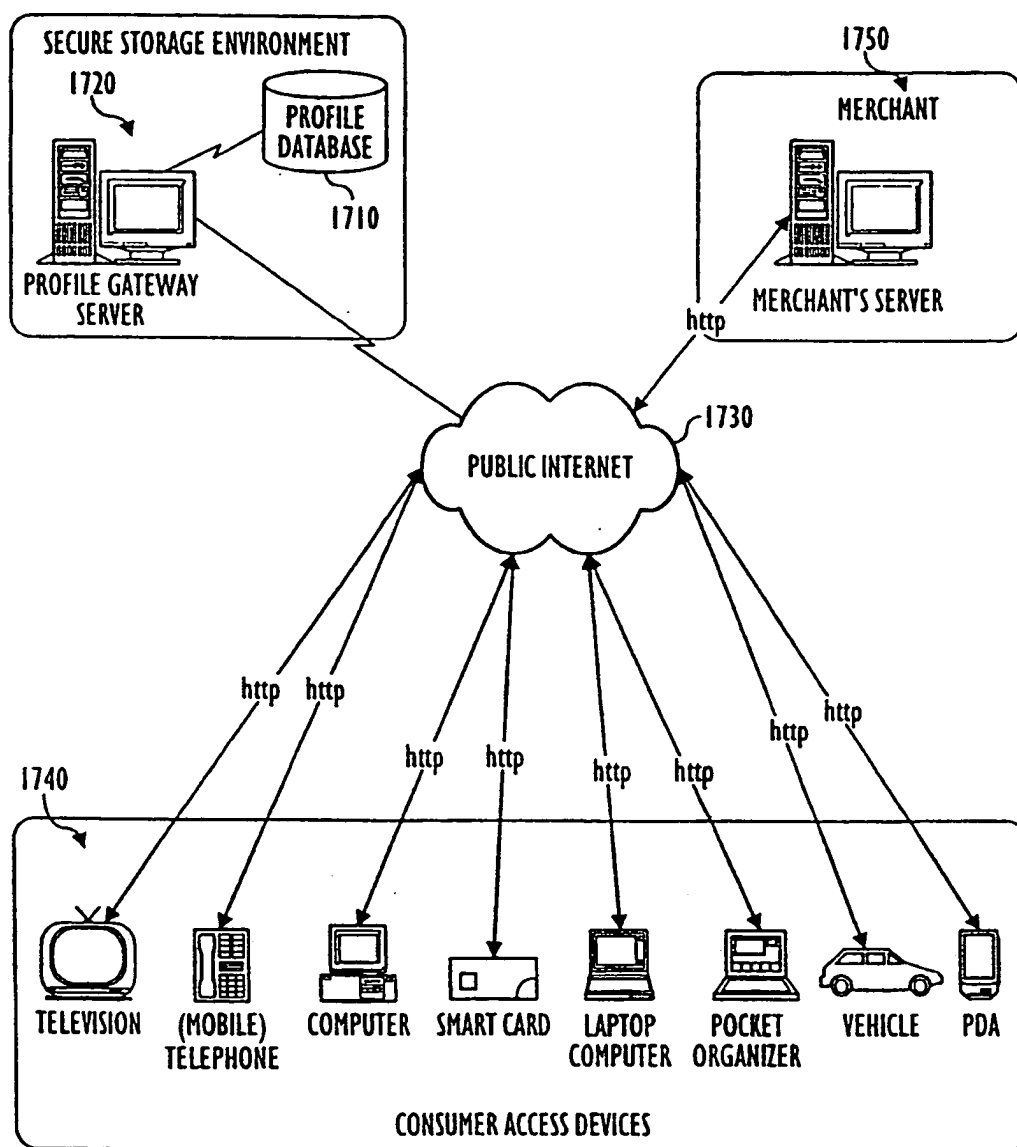 SECURE STORAGE ENVIRONMENT
1720
PROFILE
DATABASE
1710
PROFILE GATEWAY
SERVER
1750
MERCHANT
MERCHANT'S SERVER
http
1730
PUBLIC INTERNET
http
http
http
http
http
http
http
http
1740
TELEVISION
(MOBILE)
TELEPHONE
COMPUTER
SMART CARD
LAPTOP
COMPUTER
POCKET
ORGANIZER
VEHICLE
PDA
CONSUMER ACCESS DEVICES